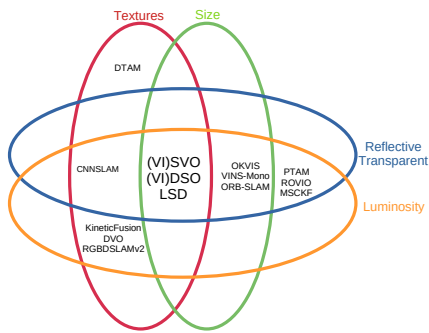 Textures
Size
DTAM
Reflective
Transparent
CNNSLAM
(VI)SVO
(VI)DSO
LSD
OKVIS
VINS-Mono
ORB-SLAM
PTAM
ROVIO
MSCKF
Luminosity
KineticFusion
DVO
RGBDSLAMv2